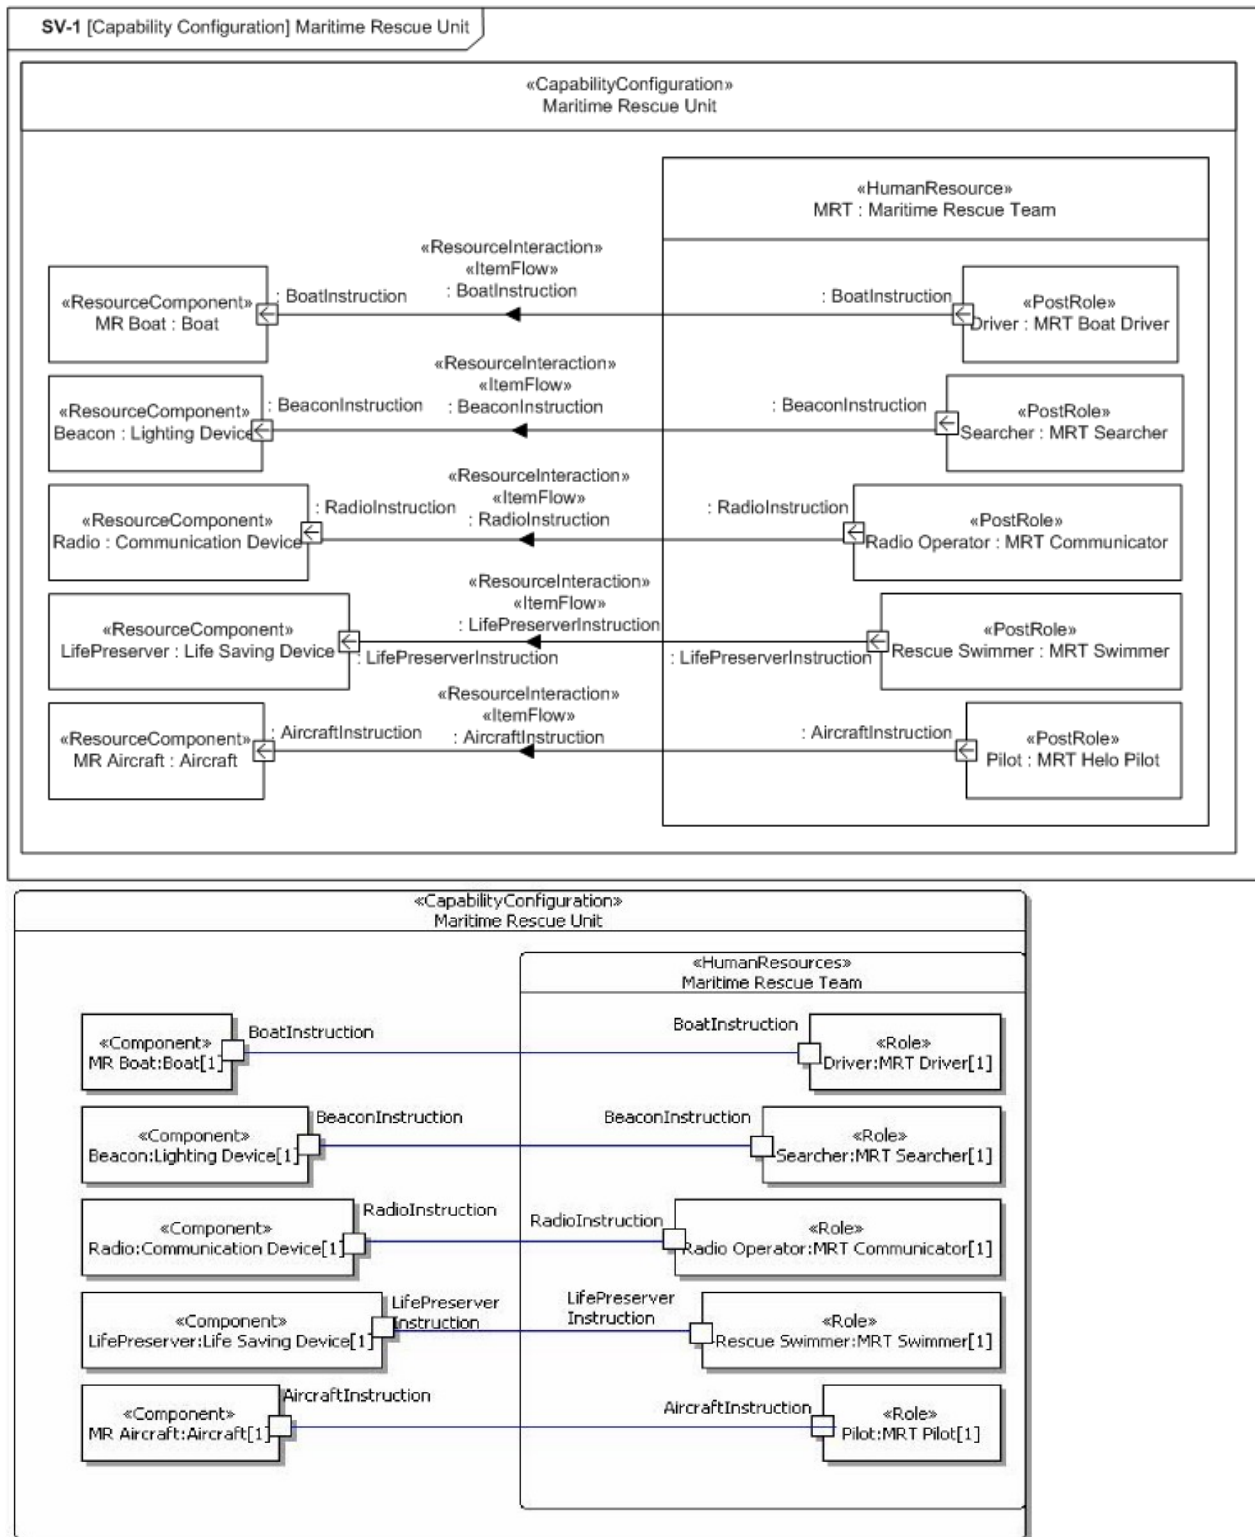 SV-1 [Capability Configuration] Maritime Rescue Unit
«CapabilityConfiguration»
Maritime Rescue Unit
«HumanResource»
MRT : Maritime Rescue Team
«ResourceComponent»
MR Boat : Boat
: BoatInstruction
«ResourceInteraction»
«ItemFlow»
: BoatInstruction
: BoatInstruction
«PostRole»
Driver : MRT Boat Driver
«ResourceComponent»
Beacon : Lighting Device
: BeaconInstruction
«ResourceInteraction»
«ItemFlow»
: BeaconInstruction
: BeaconInstruction
«PostRole»
Searcher : MRT Searcher
«ResourceComponent»
Radio : Communication Device
: RadioInstruction
«ResourceInteraction»
«ItemFlow»
: RadioInstruction
: RadioInstruction
«PostRole»
Radio Operator : MRT Communicator
«ResourceComponent»
LifePreserver : Life Saving Device
: LifePreserverInstruction
«ResourceInteraction»
«ItemFlow»
: LifePreserverInstruction
: LifePreserverInstruction
«PostRole»
Rescue Swimmer : MRT Swimmer
«ResourceComponent»
MR Aircraft : Aircraft
: AircraftInstruction
«ResourceInteraction»
«ItemFlow»
: AircraftInstruction
: AircraftInstruction
«PostRole»
Pilot : MRT Helo Pilot
«CapabilityConfiguration»
Maritime Rescue Unit
«HumanResources»
Maritime Rescue Team
«Component»
MR Boat:Boat[1]
BoatInstruction
BoatInstruction
«Role»
Driver:MRT Driver[1]
«Component»
Beacon:Lighting Device[1]
BeaconInstruction
BeaconInstruction
«Role»
Searcher:MRT Searcher[1]
«Component»
Radio:Communication Device[1]
RadioInstruction
RadioInstruction
«Role»
Radio Operator:MRT Communicator[1]
«Component»
LifePreserver:Life Saving Device[1]
LifePreserver
Instruction
LifePreserver
Instruction
«Role»
Rescue Swimmer:MRT Swimmer[1]
«Component»
MR Aircraft:Aircraft[1]
AircraftInstruction
AircraftInstruction
«Role»
Pilot:MRT Pilot[1]